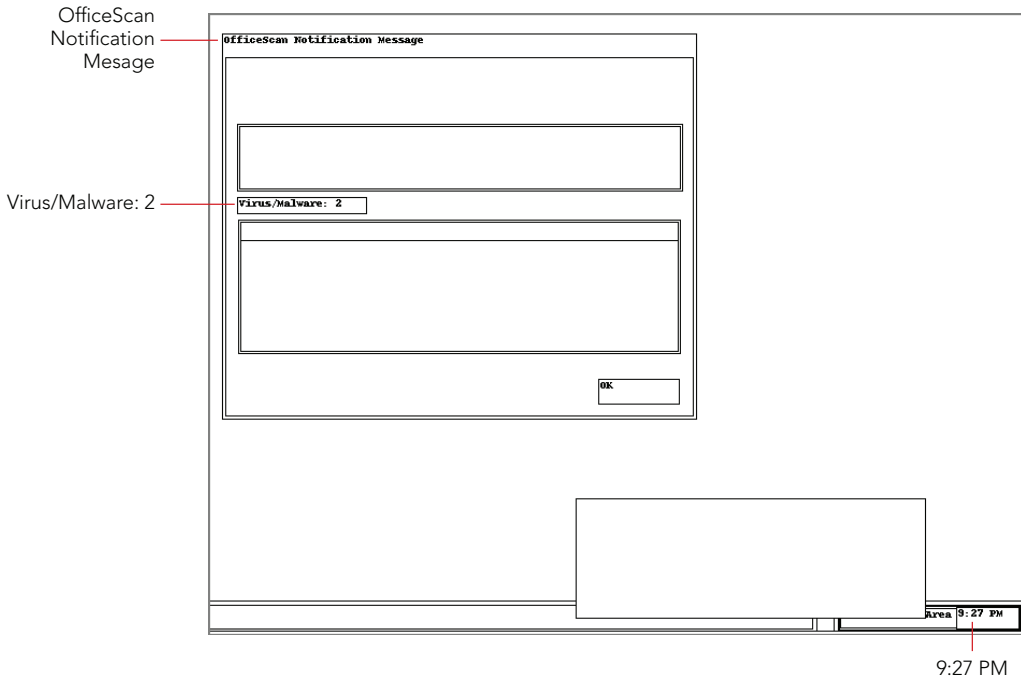 OfficeScan
Notification
Mesage
OfficeScan Notification Message
Virus/Malware: 2
Virus/Malware: 2
OK
Area
9:27 PM
9:27 PM